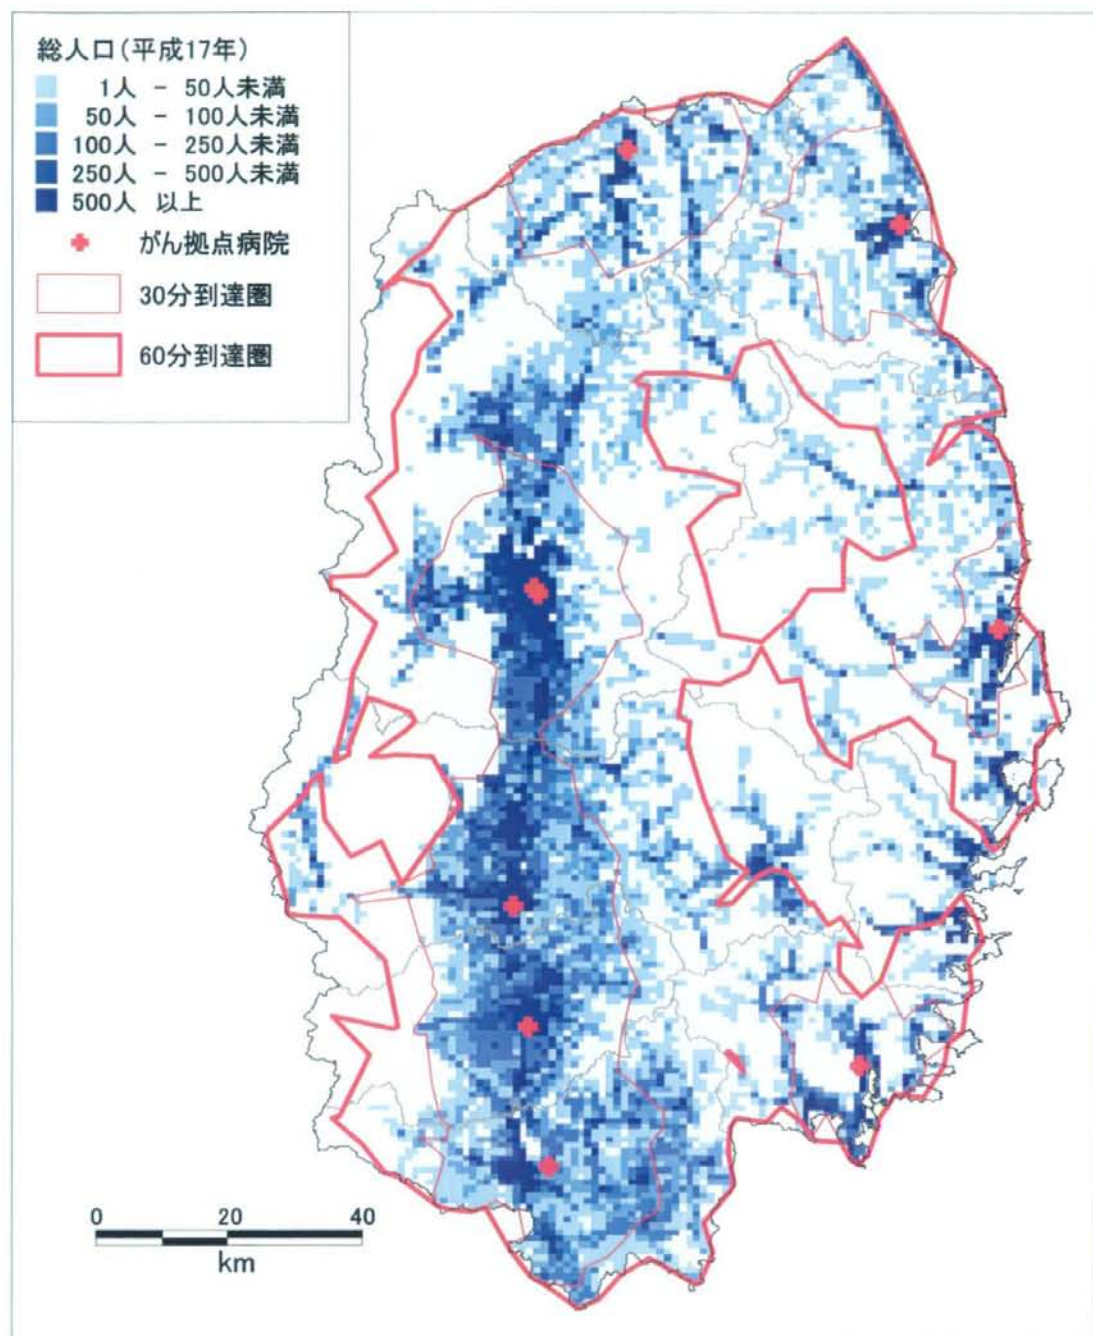 総人口(平成17年)
1人 － 50人未満
50人 － 100人未満
100人 － 250人未満
250人 － 500人未満
500人 以上
がん拠点病院
30分到達圏
60分到達圏
0 20 40
km